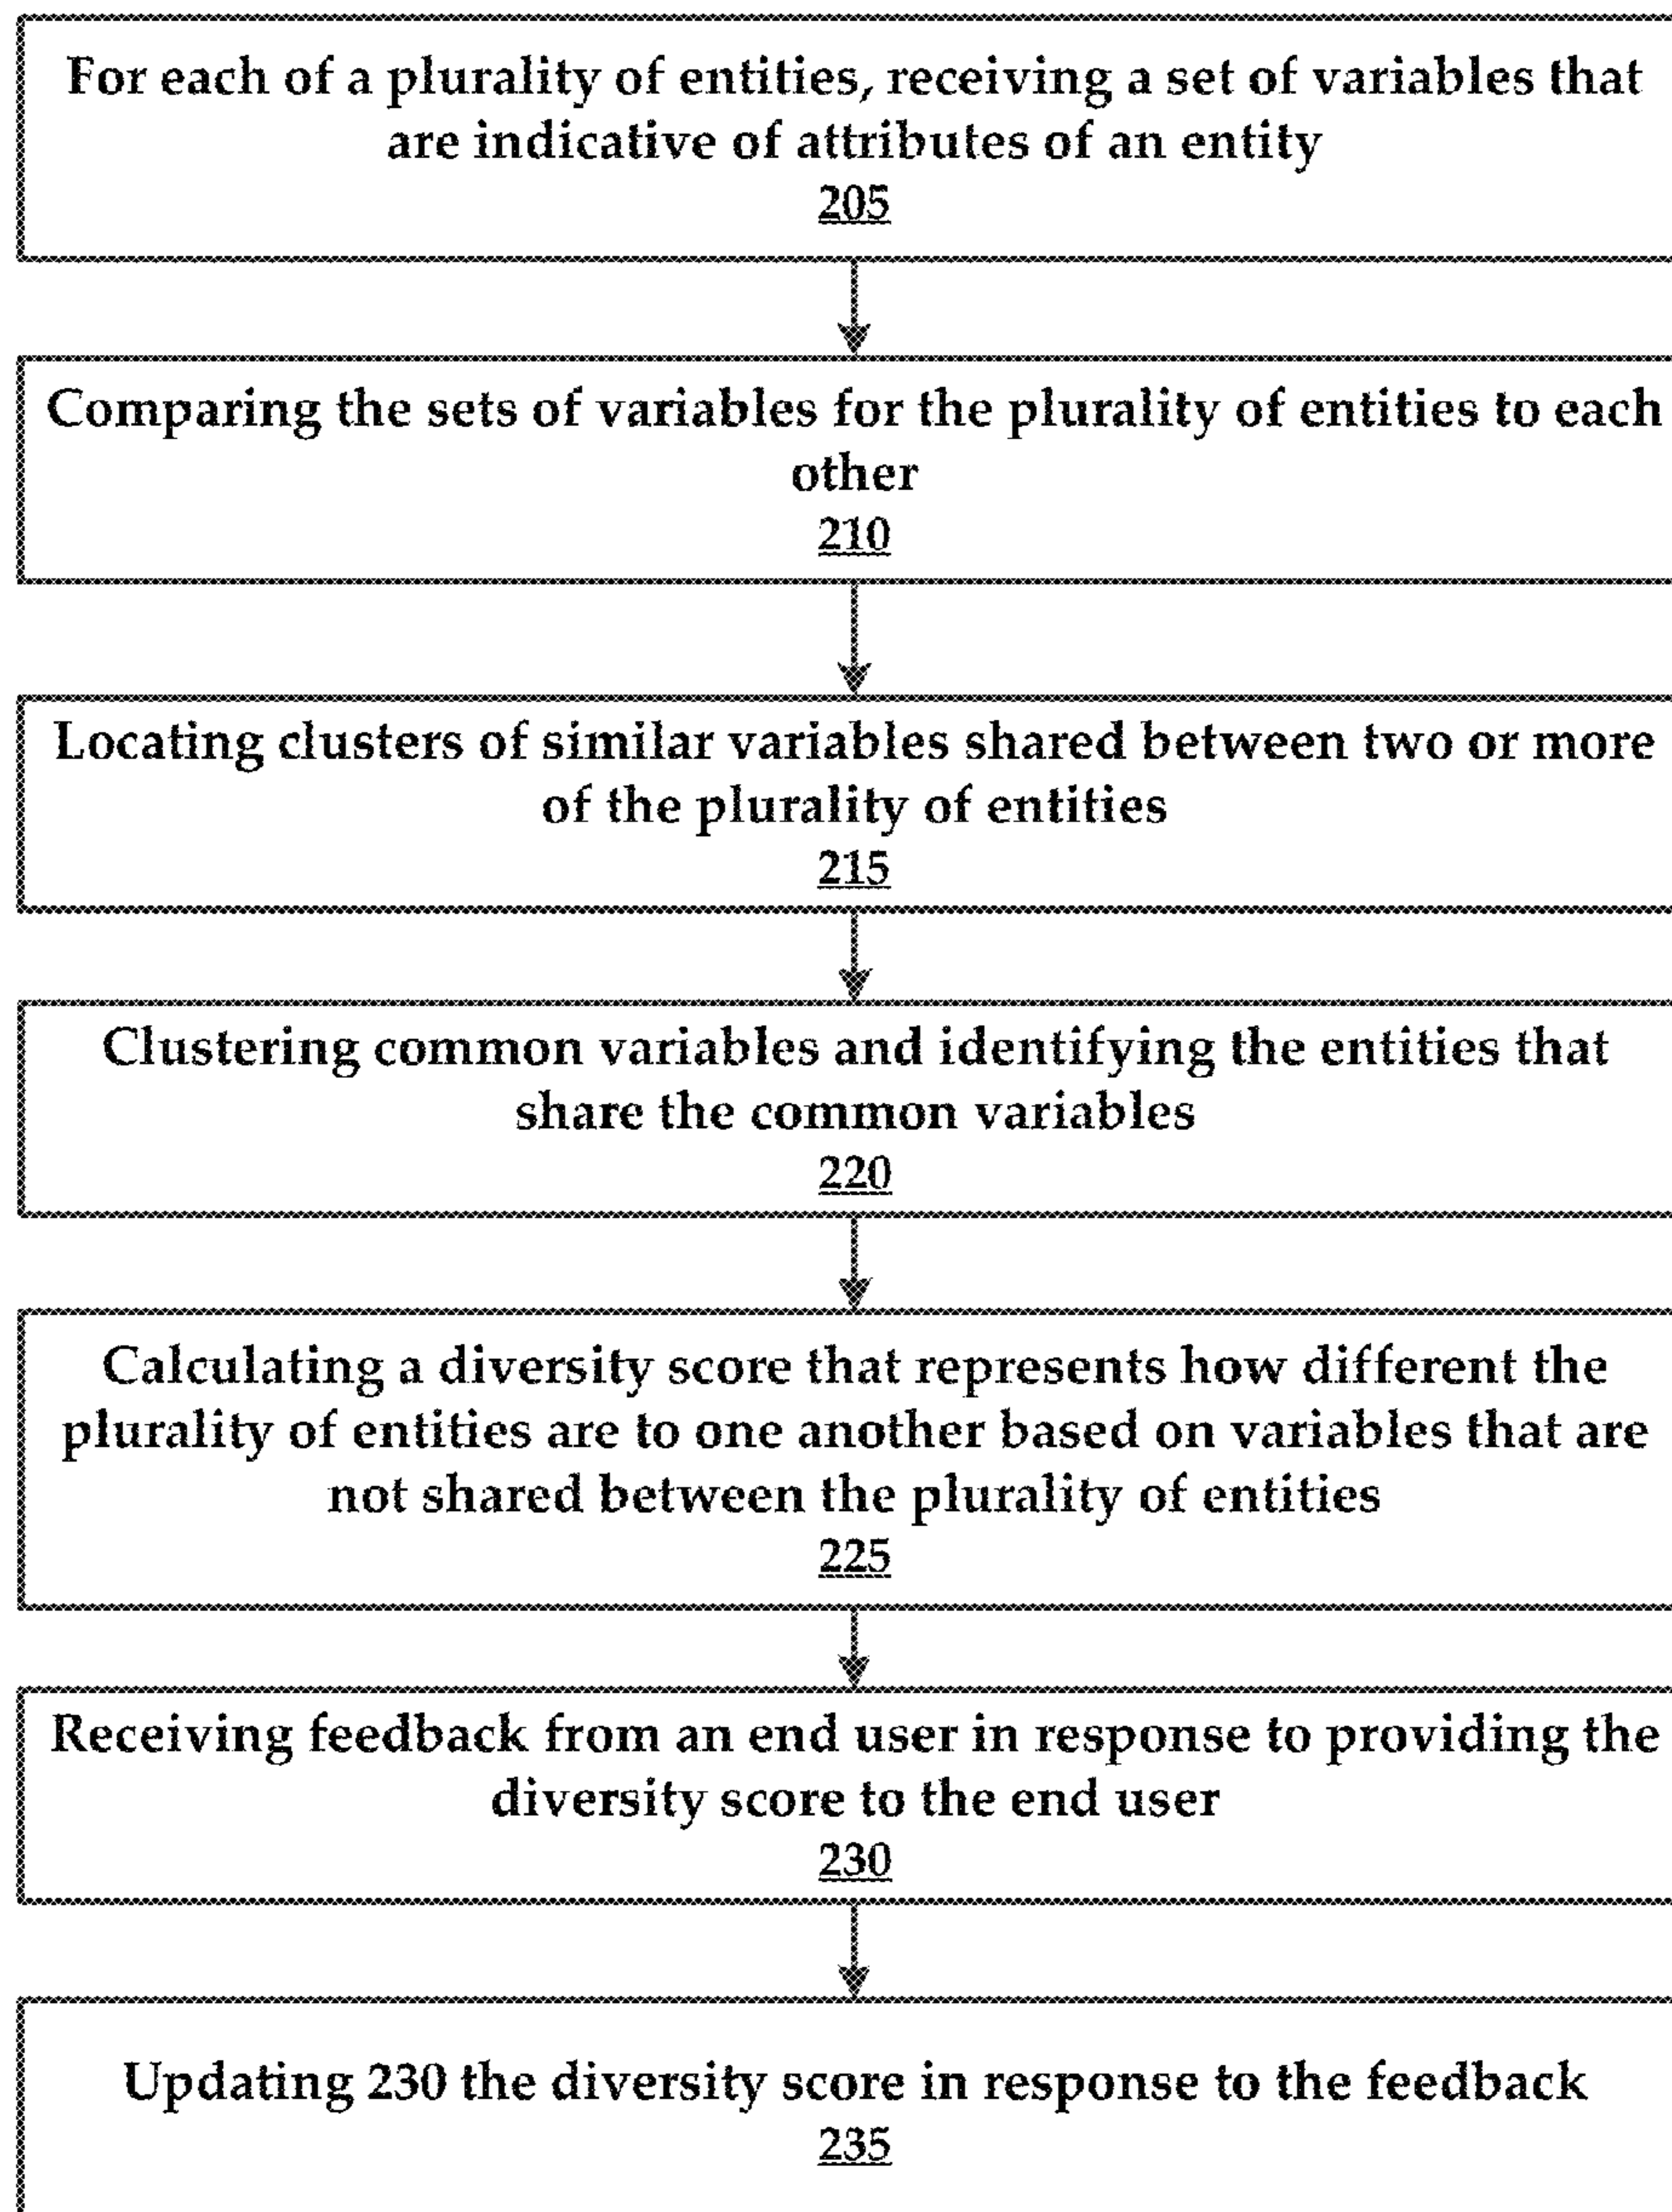 For each of a plurality of entities, receiving a set of variables that
are indicative of attributes of an entity
205
Comparing the sets of variables for the plurality of entities to each
other
210
Locating clusters of similar variables shared between two or more
of the plurality of entities
215
Clustering common variables and identifying the entities that
share the common variables
220
Calculating a diversity score that represents how different the
plurality of entities are to one another based on variables that are
not shared between the plurality of entities
225
Receiving feedback from an end user in response to providing the
diversity score to the end user
230
Updating 230 the diversity score in response to the feedback
235